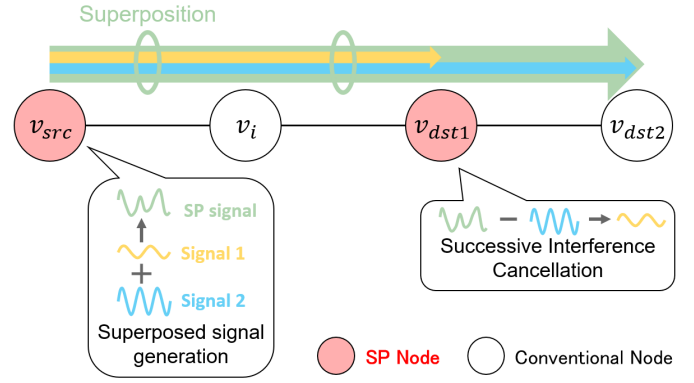 Superposition
v_src
v_i
v_dst1
v_dst2
SP signal
Signal 1
+
Signal 2
Superposed signal
generation
Successive Interference
Cancellation
SP Node
Conventional Node